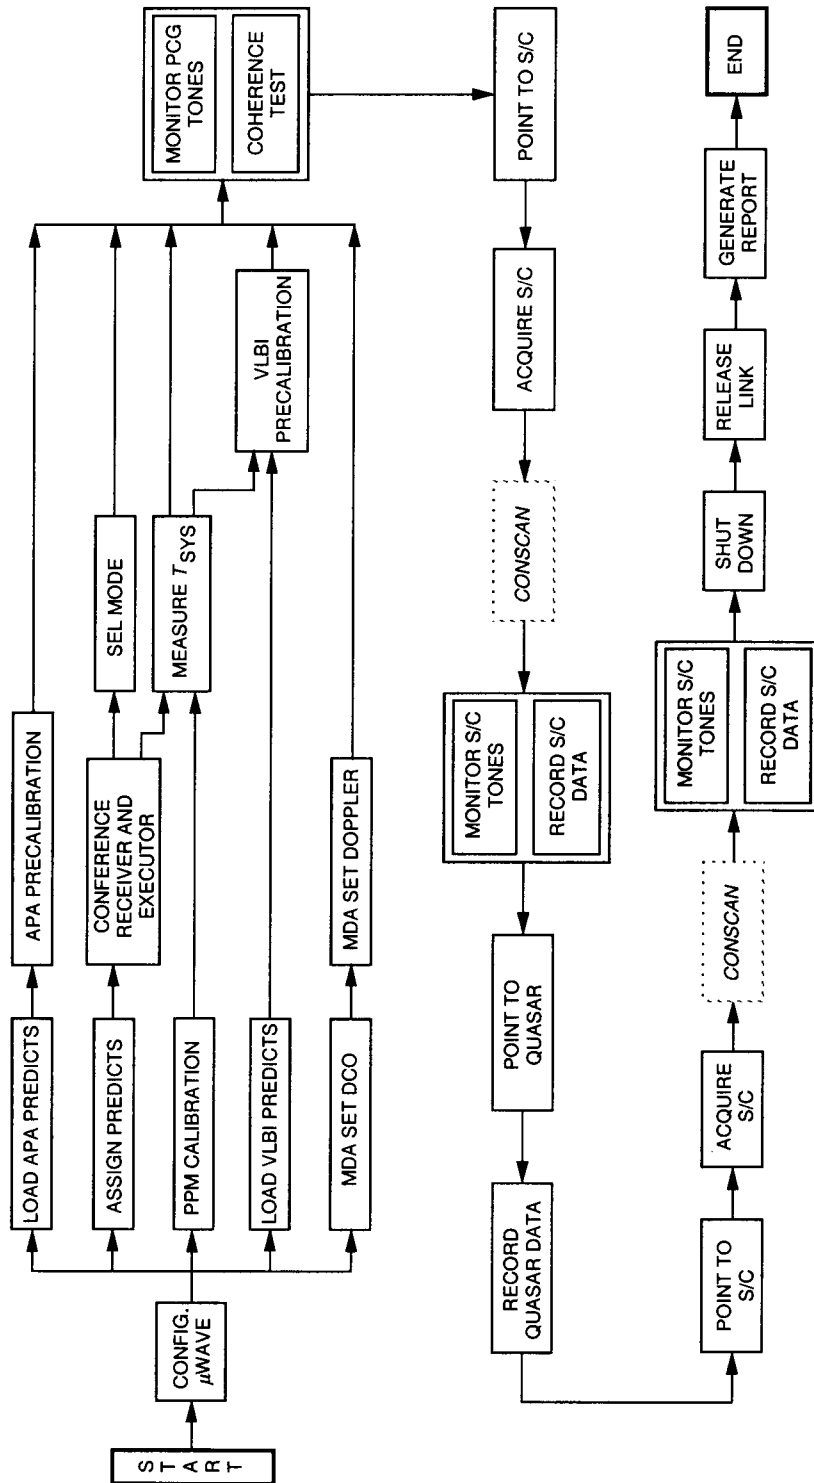 S
T
A
R
T
CONFIG.
μWAVE
LOAD APA PREDICTS
APA PRECALIBRATION
ASSIGN PREDICTS
CONFERENCE
RECEIVER AND
EXECUTOR
SEL MODE
PPM CALIBRATION
MEASURE T SYS
LOAD VLBI PREDICTS
VLBI
PRECALIBRATION
MDA SET DCO
MDA SET DOPPLER
MONITOR PCG
TONES
COHERENCE
TEST
POINT TO S/C
ACQUIRE S/C
CONSCAN
MONITOR S/C
TONES
RECORD S/C
DATA
POINT TO
QUASAR
RECORD
QUASAR DATA
POINT TO
S/C
ACQUIRE
S/C
CONSCAN
MONITOR S/C
TONES
RECORD S/C
DATA
SHUT
DOWN
RELEASE
LINK
GENERATE
REPORT
END